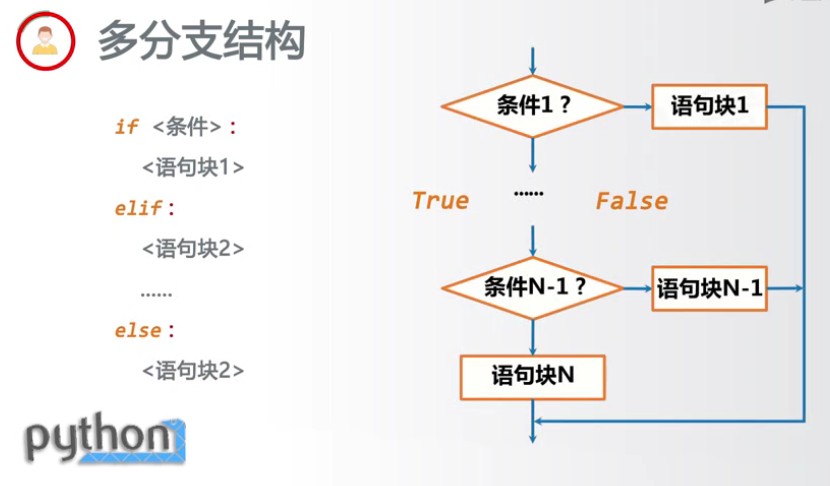 多分支结构
if <条件>：
<语句块1>
elif：
<语句块2>
……
else：
<语句块2>
条件1？
语句块1
True
……
False
条件N-1？
语句块N-1
语句块N
python